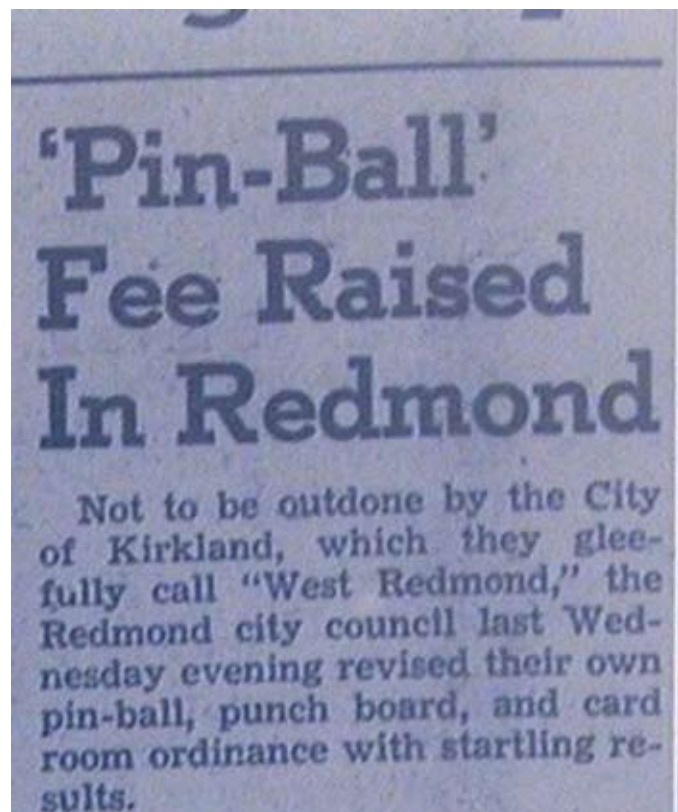 ‘Pin-Ball’
Fee Raised
In Redmond
Not to be outdone by the City
of Kirkland, which they glee-
fully call “West Redmond,” the
Redmond city council last Wed-
nesday evening revised their own
pin-ball, punch board, and card
room ordinance with startling re-
sults.